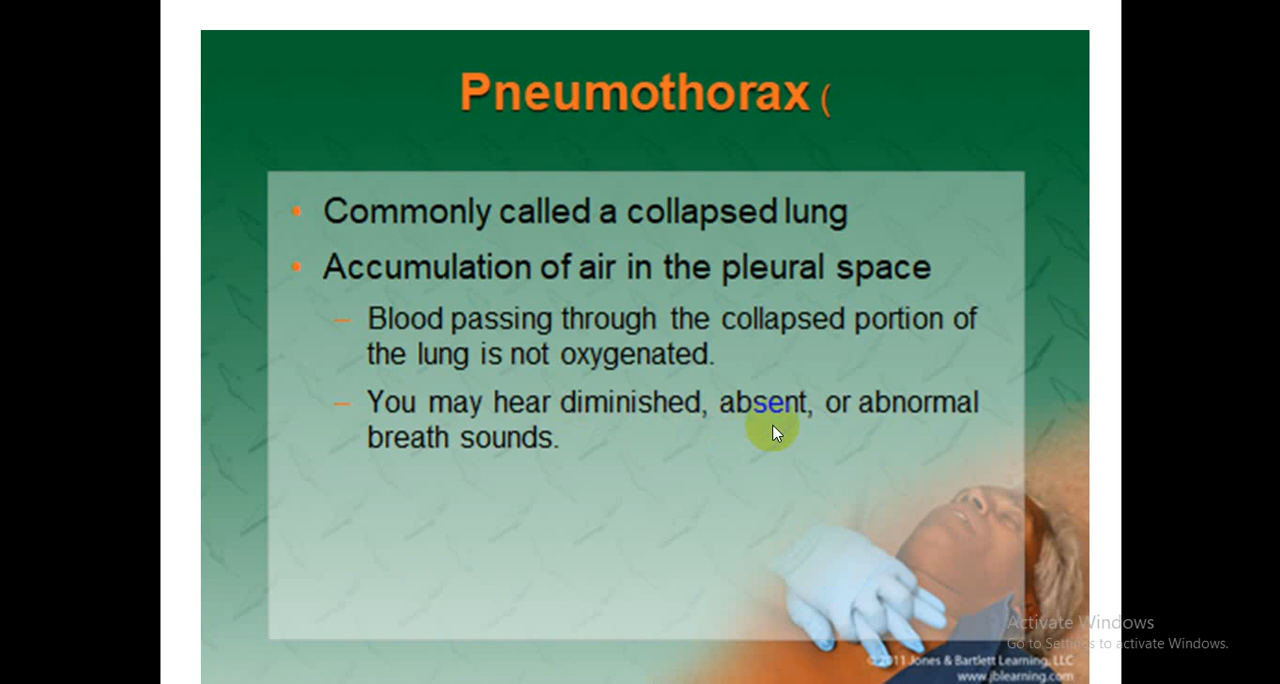 Pneumothorax (
• Commonly called a collapsed lung
• Accumulation of air in the pleural space
– Blood passing through the collapsed portion of
the lung is not oxygenated.
– You may hear diminished, absent, or abnormal
breath sounds.
Activate Windows
Go to Settings to activate Windows.
© 2011 Jones & Bartlett Learning, LLC
www.jblearning.com